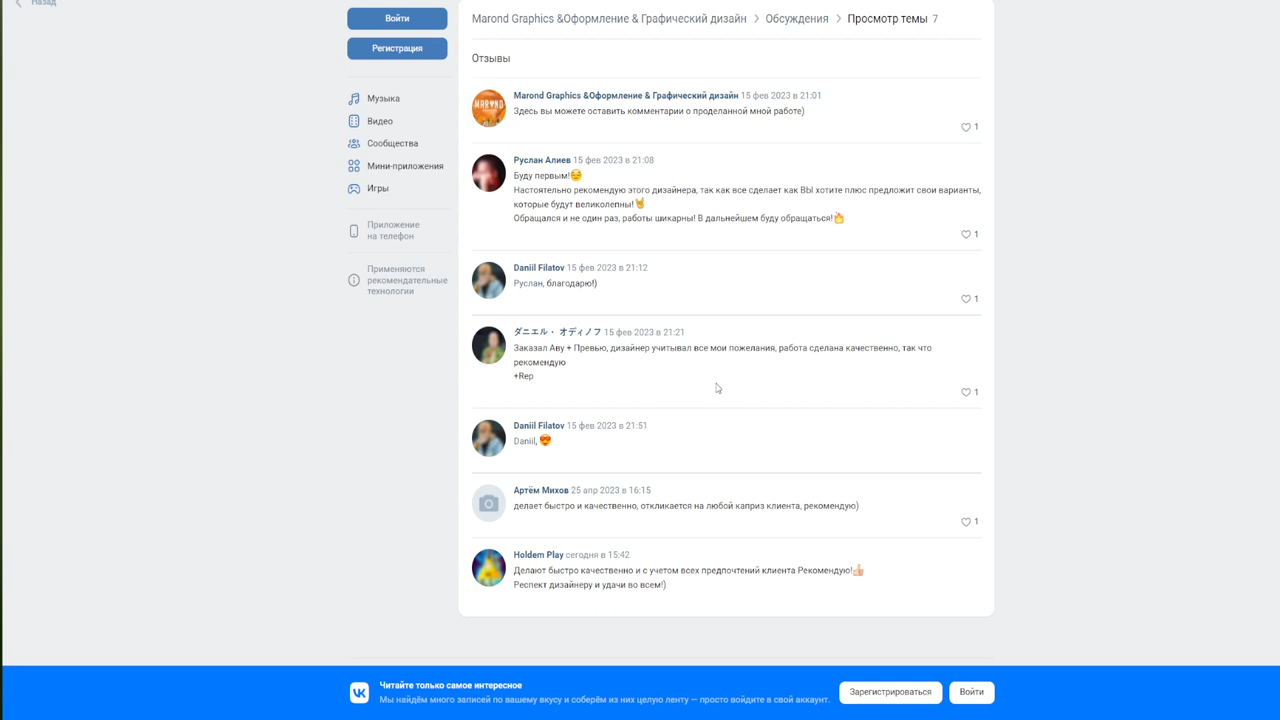 Назад
Войти
Регистрация
Музыка
Видео
Сообщества
Мини-приложения
Игры
Приложение
на телефон
Применяются
рекомендательные
технологии
Marond Graphics &Оформление & Графический дизайн > Обсуждения > Просмотр темы 7
Отзывы
MAROND
Marond Graphics &Оформление & Графический дизайн 15 фев 2023 в 21:01
Здесь вы можете оставить комментарии о проделанной мной работе)
1
Руслан Алиев 15 фев 2023 в 21:08
Буду первым!😔
Настоятельно рекомендую этого дизайнера, так как все сделает как ВЫ хотите плюс предложит свои варианты,
которые будут великолепны!🤘
Обращался и не один раз, работы шикарны! В дальнейшем буду обращаться!🔥
1
Daniil Filatov 15 фев 2023 в 21:12
Руслан, благодарю!)
1
ダニエル・ オディノフ 15 фев 2023 в 21:21
Заказал Аву + Превью, дизайнер учитывал все мои пожелания, работа сделана качественно, так что
рекомендую
+Rep
1
Daniil Filatov 15 фев 2023 в 21:51
Daniil, 😍
Артём Михов 25 апр 2023 в 16:15
делает быстро и качественно, откликается на любой каприз клиента, рекомендую)
1
Holdem Play сегодня в 15:42
Делают быстро качественно и с учетом всех предпочтений клиента Рекомендую!👍
Респект дизайнеру и удачи во всем!)
Читайте только самое интересное
Мы найдём много записей по вашему вкусу и соберём из них целую ленту — просто войдите в свой аккаунт.
Зарегистрироваться
Войти